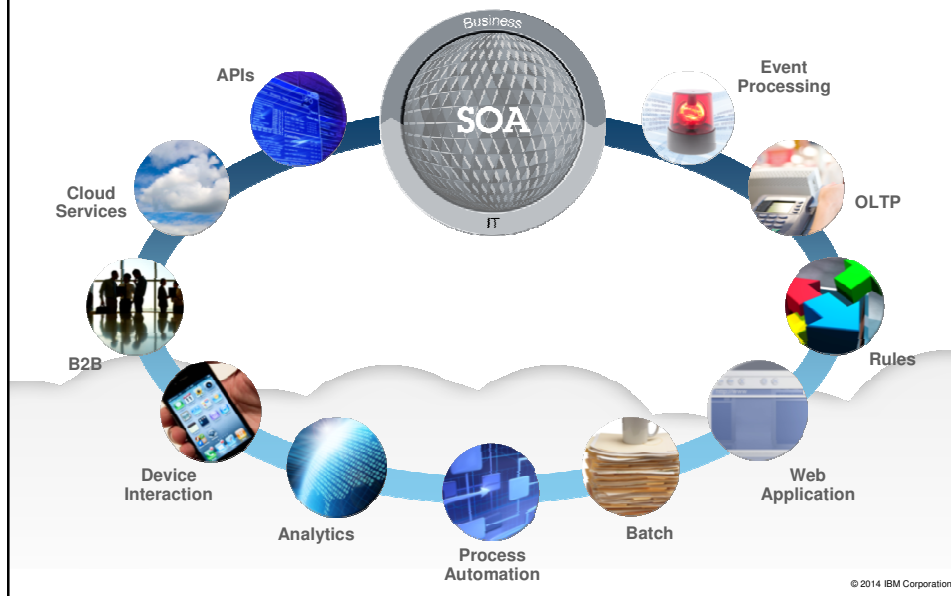 Business
SOA
IT
APIs
Event
Processing
Cloud
Services
OLTP
B2B
Rules
Device
Interaction
Web
Application
Analytics
Batch
Process
Automation
© 2014 IBM Corporation